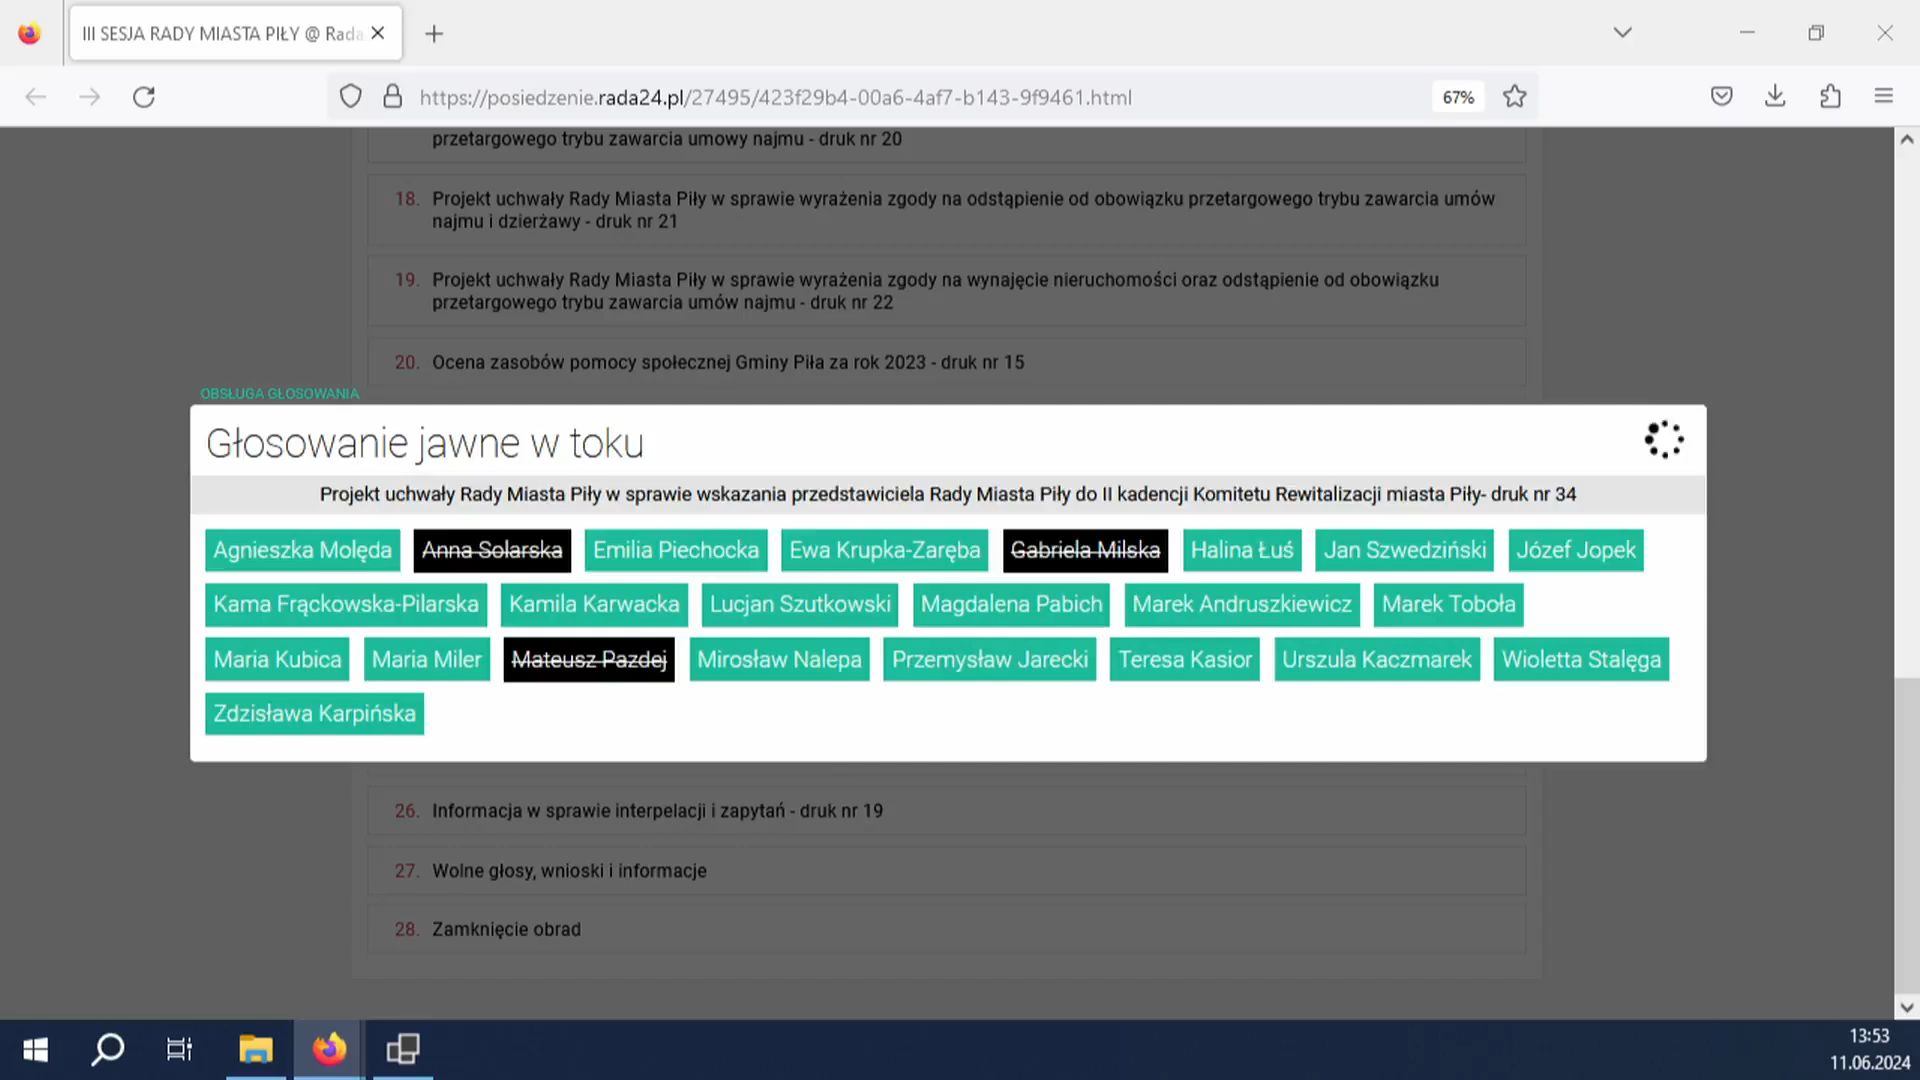 III SESJA RADY MIASTA PIŁY @ Rada
https://posiedzenie.rada24.pl/27495/423f29b4-00a6-4af7-b143-9f9461.html
67%
przetargowego trybu zawarcia umowy najmu - druk nr 20
18. Projekt uchwały Rady Miasta Piły w sprawie wyrażenia zgody na odstąpienie od obowiązku przetargowego trybu zawarcia umów
najmu i dzierżawy - druk nr 21
19. Projekt uchwały Rady Miasta Piły w sprawie wyrażenia zgody na wynajęcie nieruchomości oraz odstąpienie od obowiązku
przetargowego trybu zawarcia umów najmu - druk nr 22
20. Ocena zasobów pomocy społecznej Gminy Piła za rok 2023 - druk nr 15
OBSŁUGA GŁOSOWANIA
Głosowanie jawne w toku
Projekt uchwały Rady Miasta Piły w sprawie wskazania przedstawiciela Rady Miasta Piły do II kadencji Komitetu Rewitalizacji miasta Piły- druk nr 34
Agnieszka Molęda Anna Solarska Emilia Piechocka Ewa Krupka-Zaręba Gabriela Milska Halina Łuś Jan Szwedziński Józef Jopek
Kama Frąckowska-Pilarska Kamila Karwacka Lucjan Szutkowski Magdalena Pabich Marek Andruszkiewicz Marek Toboła
Maria Kubica Maria Miler Mateusz Pazdej Mirosław Nalepa Przemysław Jarecki Teresa Kasior Urszula Kaczmarek Wioletta Stalęga
Zdzisława Karpińska
26. Informacja w sprawie interpelacji i zapytań - druk nr 19
27. Wolne głosy, wnioski i informacje
28. Zamknięcie obrad
13:53
11.06.2024